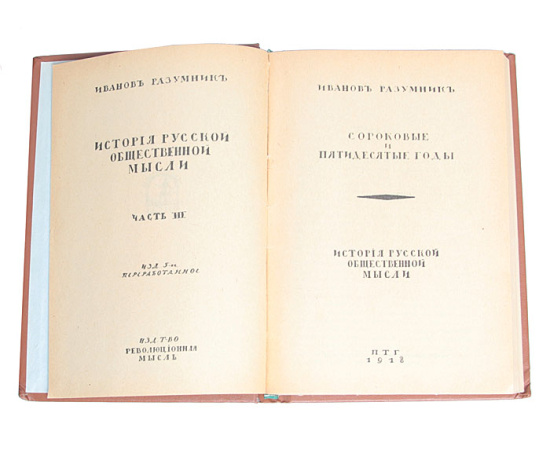 ИВАНОВЪ РАЗУМНИКЪ
ИСТОРІЯ РУССКОЙ
ОБЩЕСТВЕННОЙ
МЫСЛИ
ЧАСТЬ
ИЗД. 5-ое
ПЕРЕРАБОТАННОЕ
ИЗД. Т-ВО
РЕВОЛЮЦІОННАЯ
МЫСЛЬ
ИВАНОВЪ РАЗУМНИКЪ
СОРОКОВЫЕ
И
ПЯТИДЕСЯТЫЕ ГОДЫ
ИСТОРІЯ РУССКОЙ
ОБЩЕСТВЕННОЙ
МЫСЛИ
ПТГ
1918